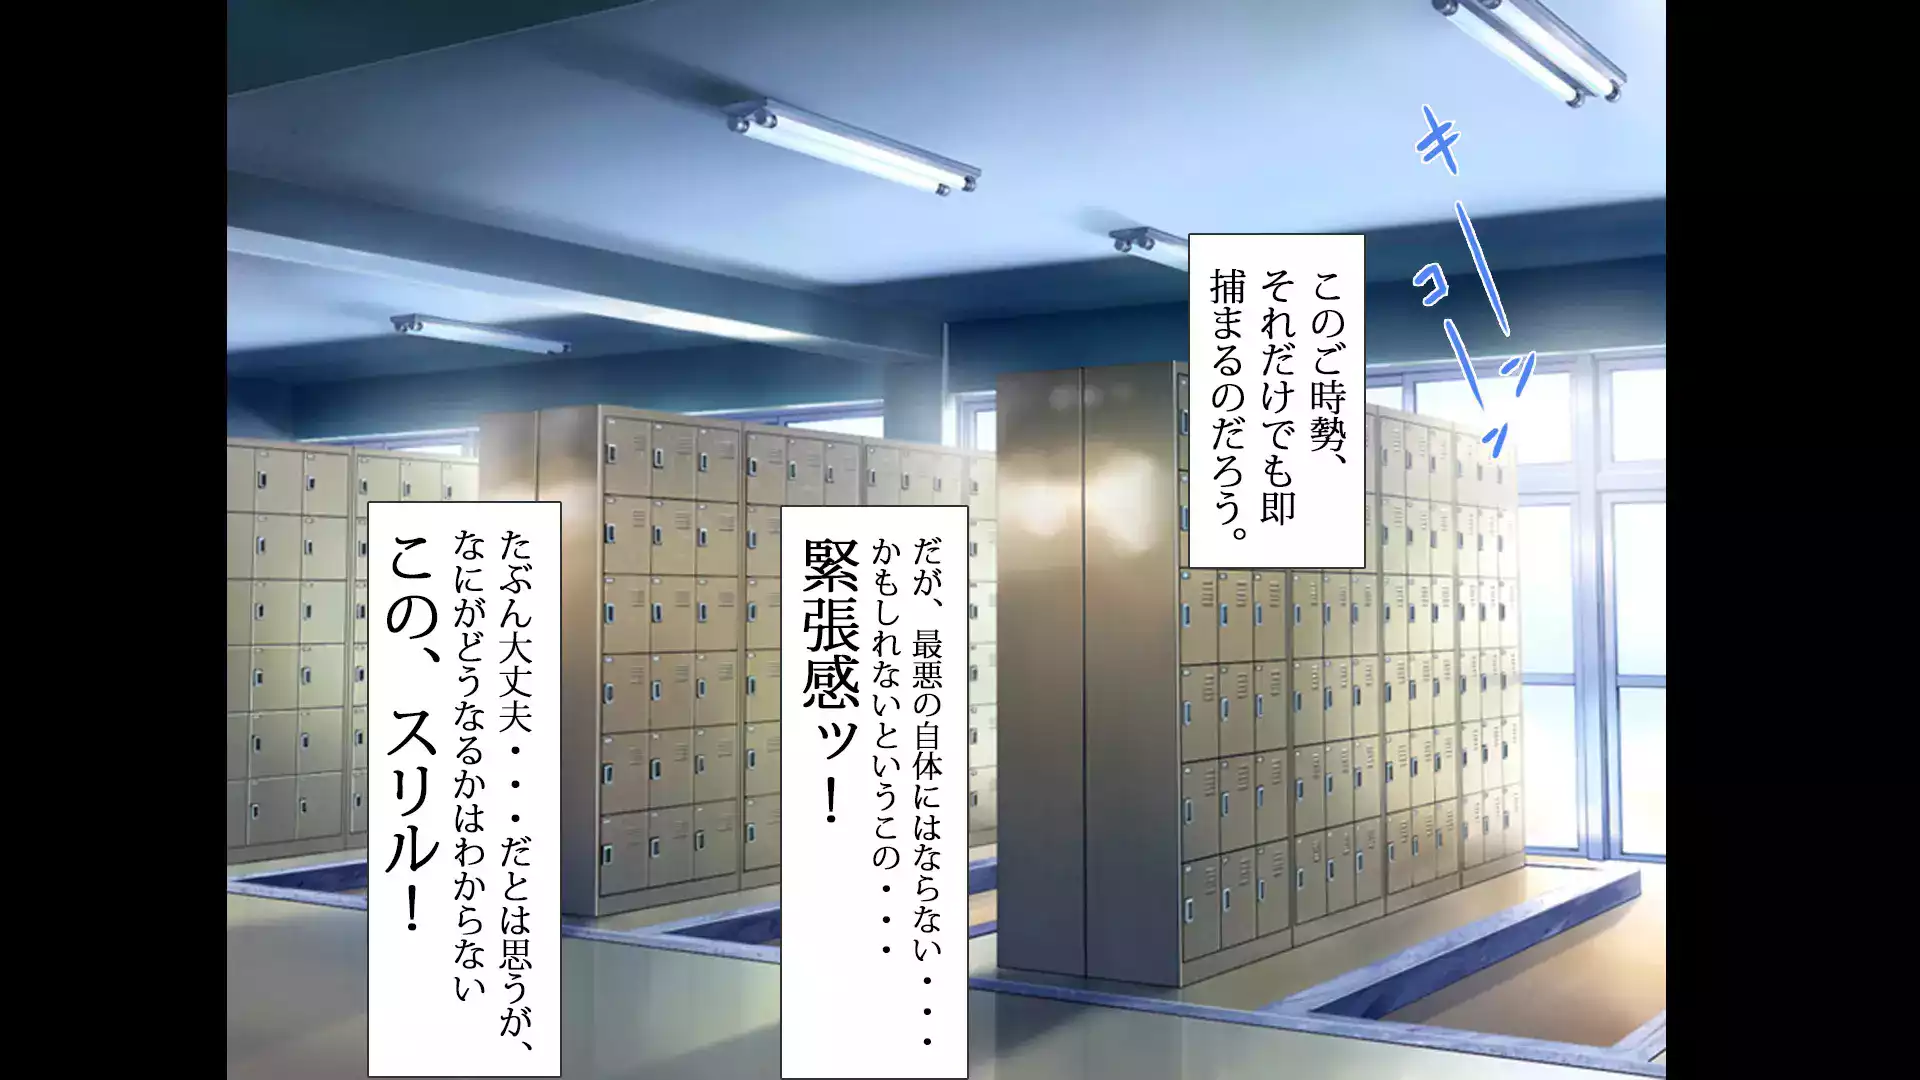 キーンッ
コーンッ
このご時勢、
それだけでも即
捕まるのだろう。
だが、最悪の自体にはならない・・・
かもしれないというこの・・・
緊張感ッ！
たぶん大丈夫・・・だとは思うが、
なにがどうなるかはわからない
この、スリル！